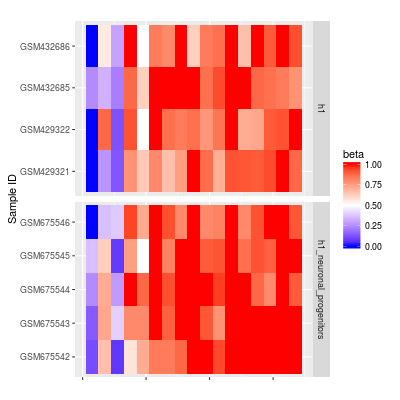 Sample ID
GSM432686
GSM432685
GSM429322
GSM429321
h1
GSM675546
GSM675545
GSM675544
GSM675543
GSM675542
h1_neuronal_progenitors
beta
1.00
0.75
0.50
0.25
0.00